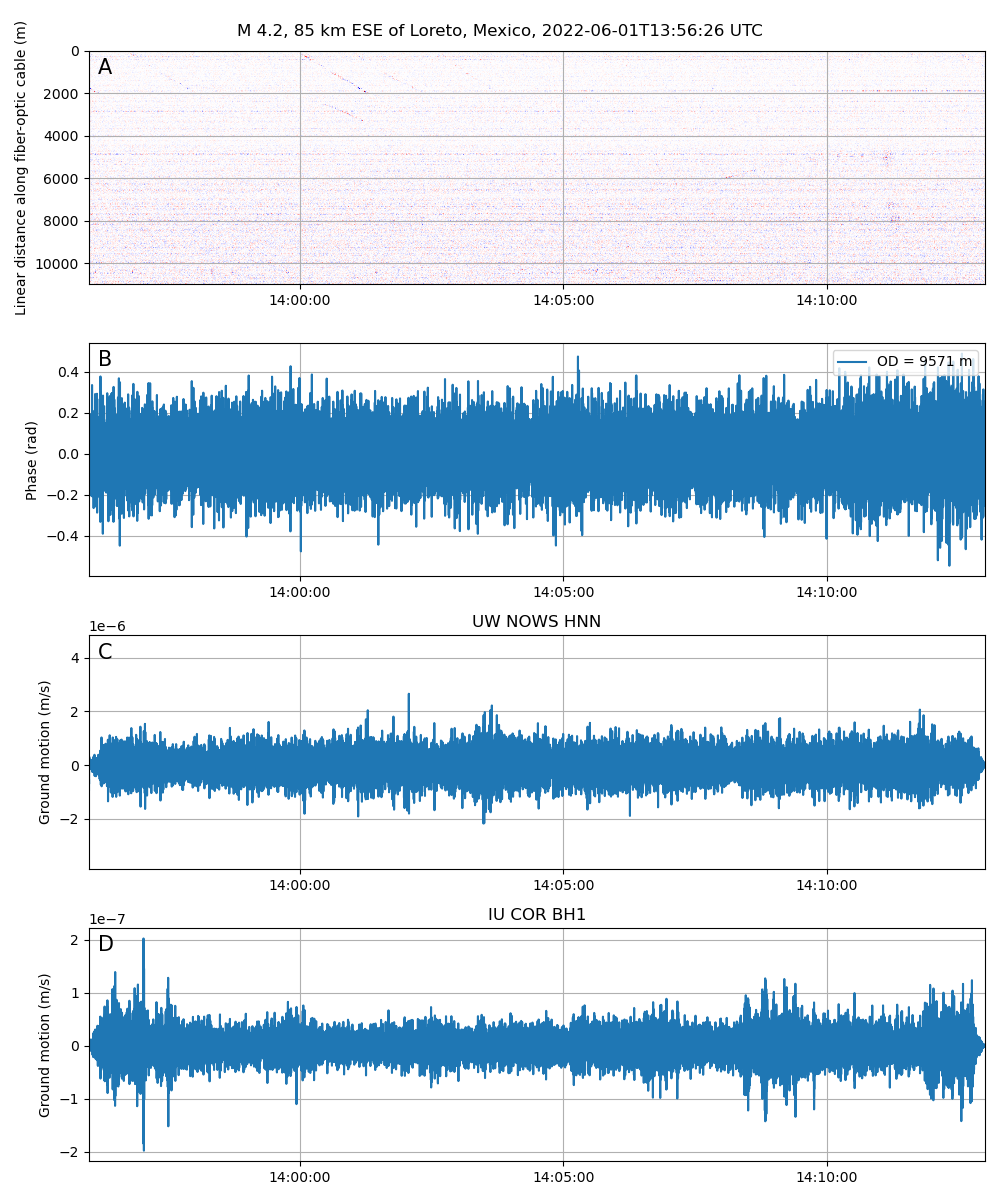 M 4.2, 85 km ESE of Loreto, Mexico, 2022-06-01T13:56:26 UTC
Linear distance along fiber-optic cable (m)
A
0
2000
4000
6000
8000
10000
14:00:00 14:05:00 14:10:00
Phase (rad)
B
OD = 9571 m
0.4
0.2
0.0
−0.2
−0.4
14:00:00 14:05:00 14:10:00
UW NOWS HNN
1e−6
Ground motion (m/s)
C
4
2
0
−2
14:00:00 14:05:00 14:10:00
IU COR BH1
1e−7
Ground motion (m/s)
D
2
1
0
−1
−2
14:00:00 14:05:00 14:10:00